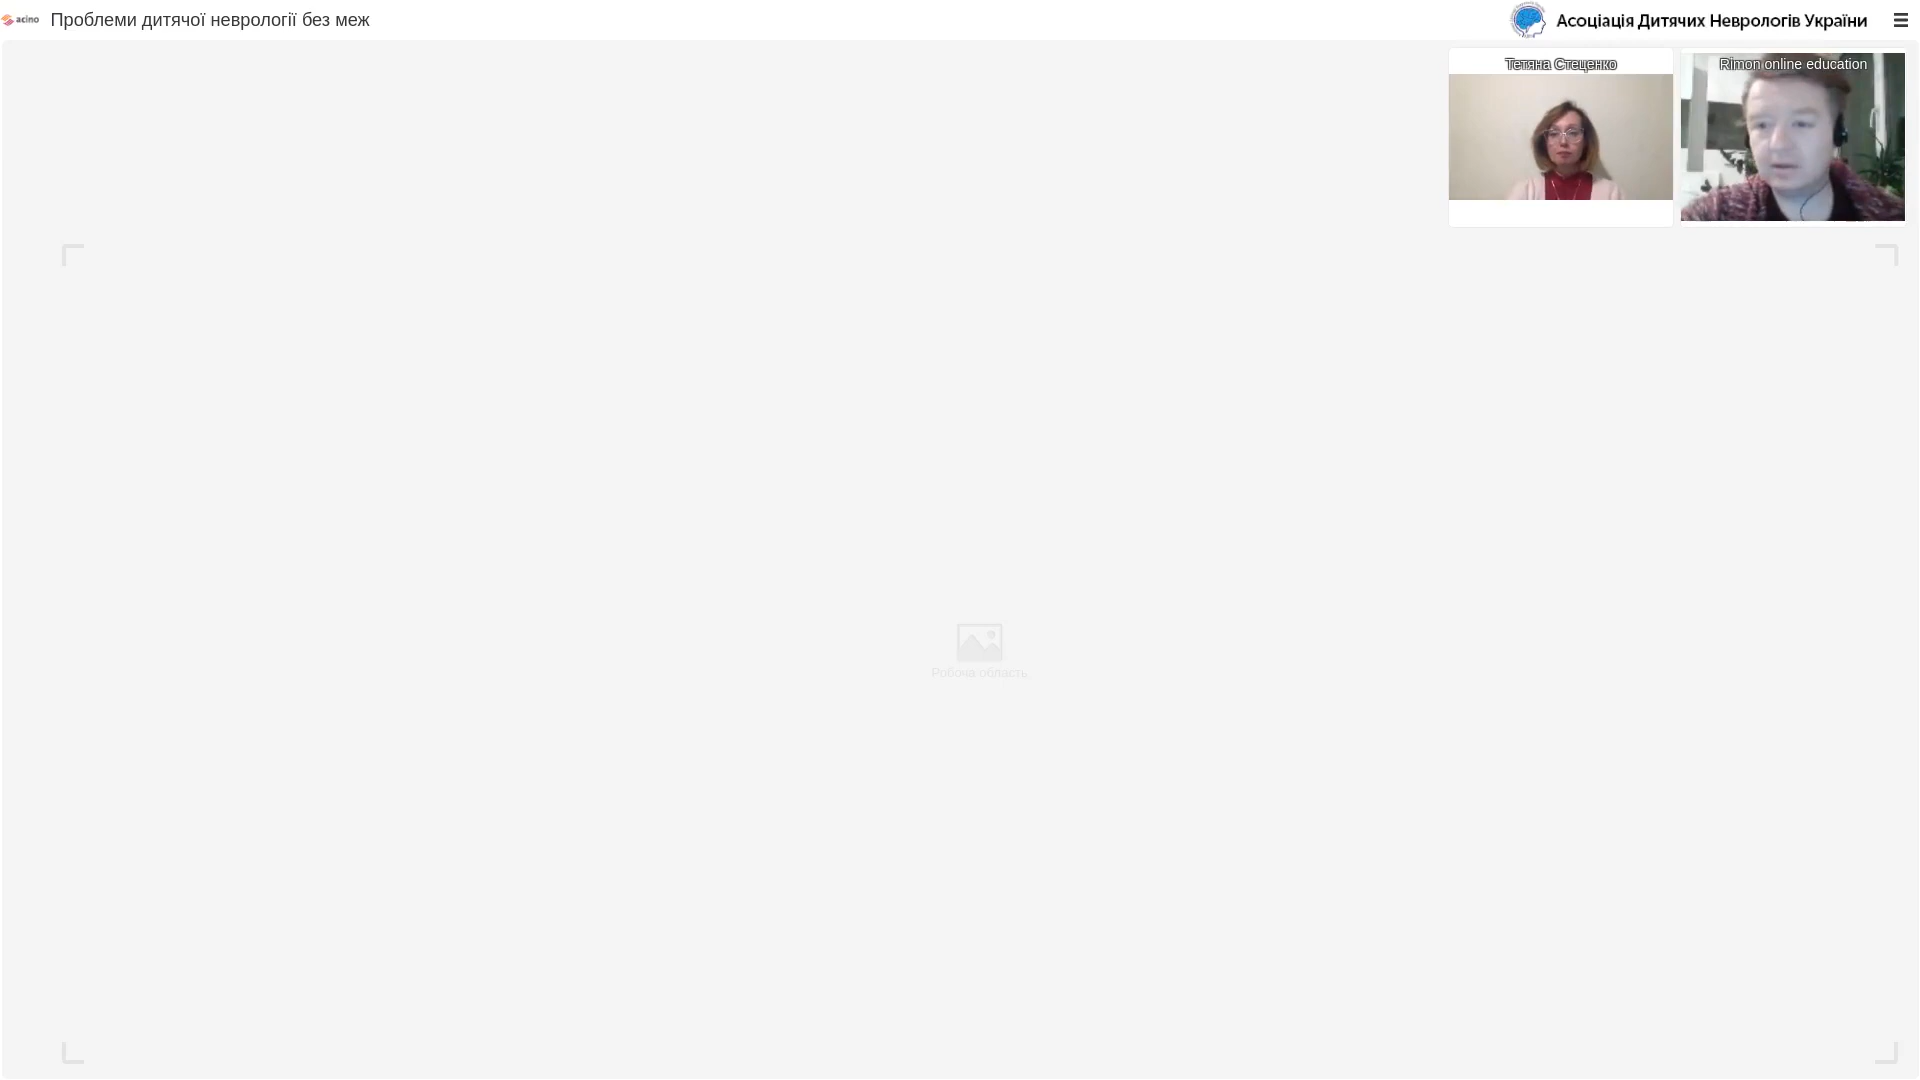 acino
Проблеми дитячої неврології без меж
Асоціація Дитячих Неврологів України
Тетяна Стеценко
Rimon online education
Робоча область